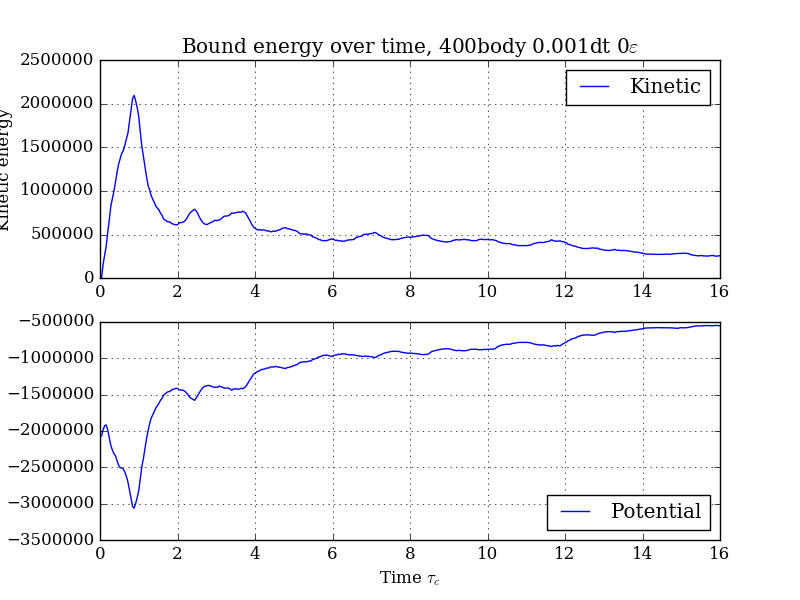 Bound energy over time, 400body 0.001dt 0ε
Kinetic energy
2500000
2000000
1500000
1000000
500000
0
Kinetic
0 2 4 6 8 10 12 14 16
−500000
−1000000
−1500000
−2000000
−2500000
−3000000
−3500000
Potential
0 2 4 6 8 10 12 14 16
Time τc